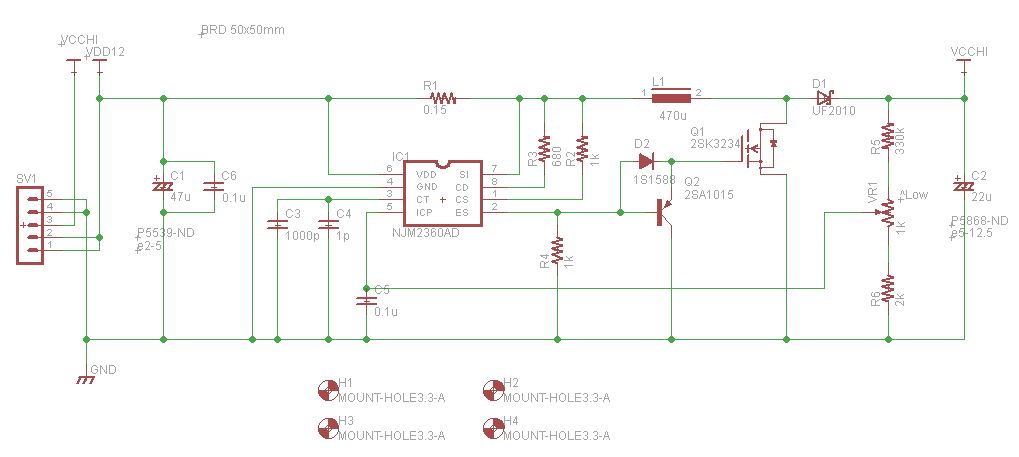 BRD 50x50mm
VCCHI
VDD12
VCCHI
R1
0.15
L1
1 2
470u
D1
UF2010
R3
680
R2
1k
D2
1S1588
Q1
2SK3234
R5
330k
IC1
6 VDD SI 7
4 GND CD 8
3 CT CS 1
5 ICP ES 2
NJM2360AD
Q2
2SA1015
SV1
5
4
3
2
1
C1
47u
P5539-ND
e2-5
C6
0.1u
C3
1000p
C4
1p
VR1
^Low
1k
C2
22u
P5868-ND
e5-12.5
R4
1k
C5
0.1u
R6
2k
GND
H1
MOUNT-HOLE3.3-A
H2
MOUNT-HOLE3.3-A
H3
MOUNT-HOLE3.3-A
H4
MOUNT-HOLE3.3-A